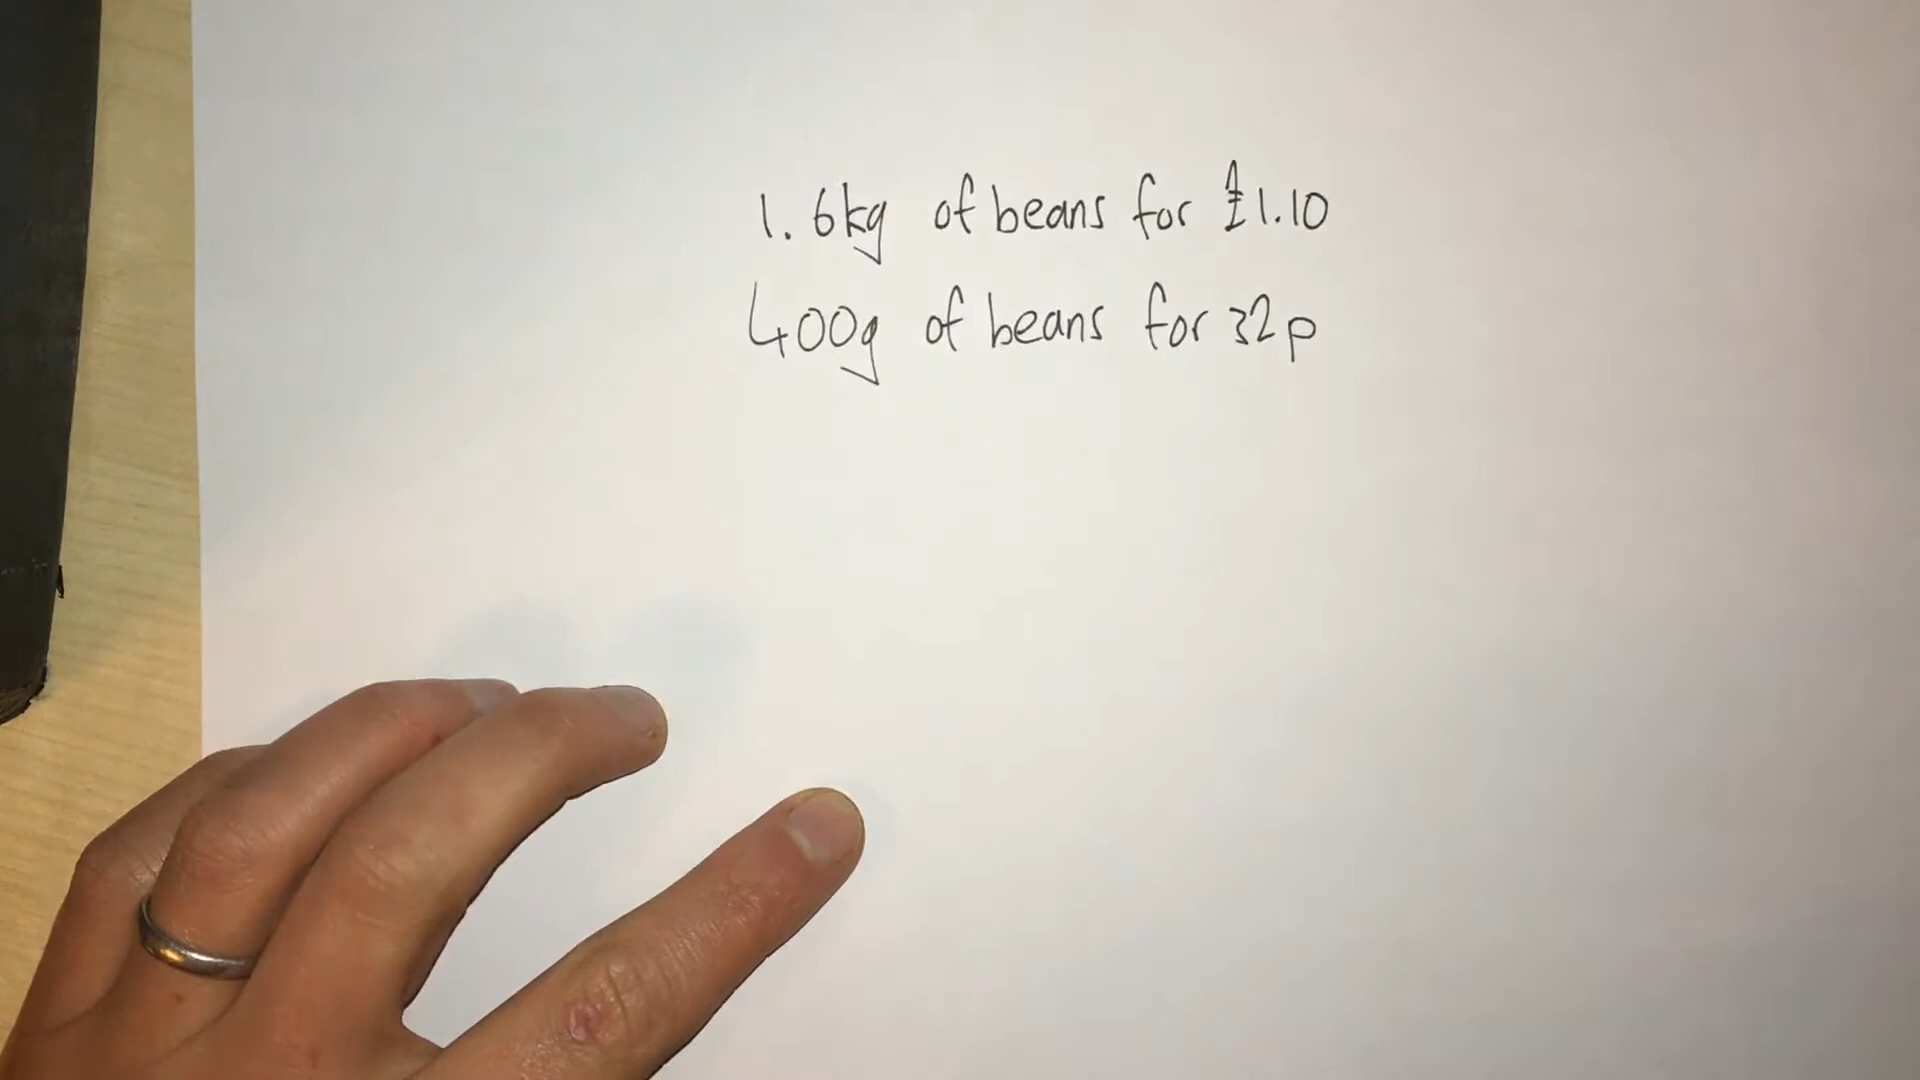 1.6kg of beans for £1.10
400g of beans for 32p